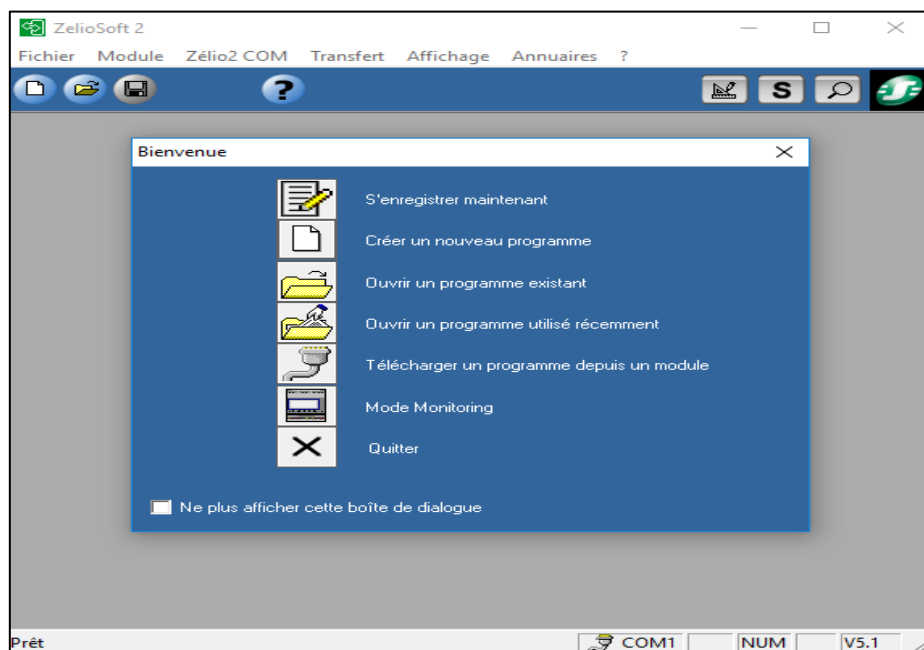 ZelioSoft 2
Fichier Module Zélio2 COM Transfert Affichage Annuaires ?
? S
Bienvenue
S'enregistrer maintenant
Créer un nouveau programme
Ouvrir un programme existant
Ouvrir un programme utilisé récemment
Télécharger un programme depuis un module
Mode Monitoring
Quitter
Ne plus afficher cette boîte de dialogue
Prêt COM1 NUM V5.1